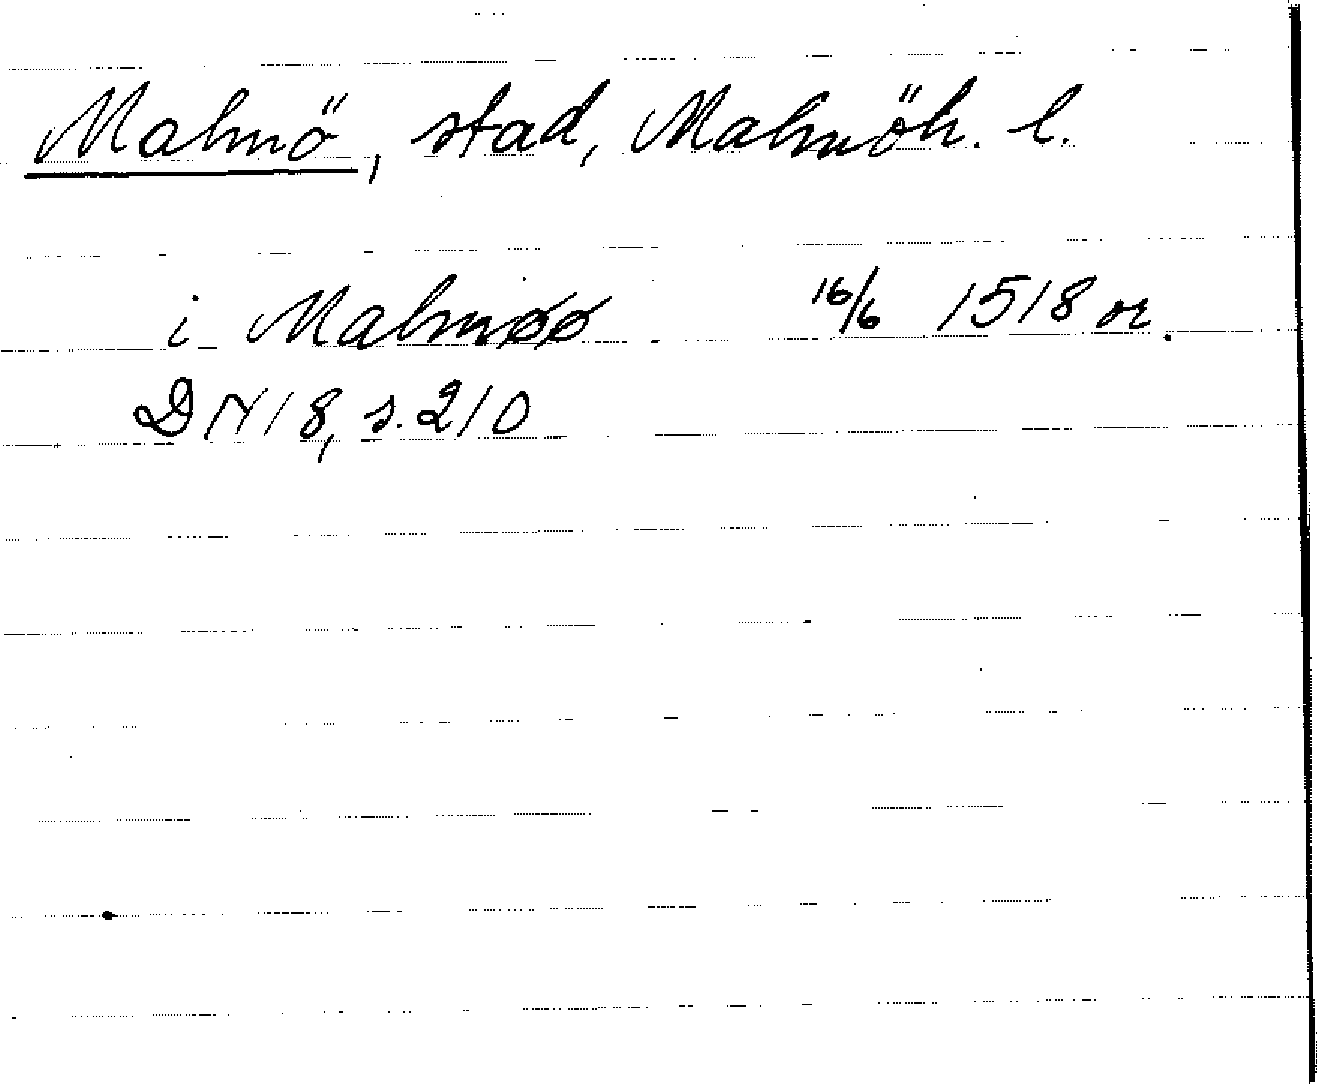 Malmö, stad, Malmöh. l.
i Malmøø 16/6 1518 or.
DN 18, s. 210